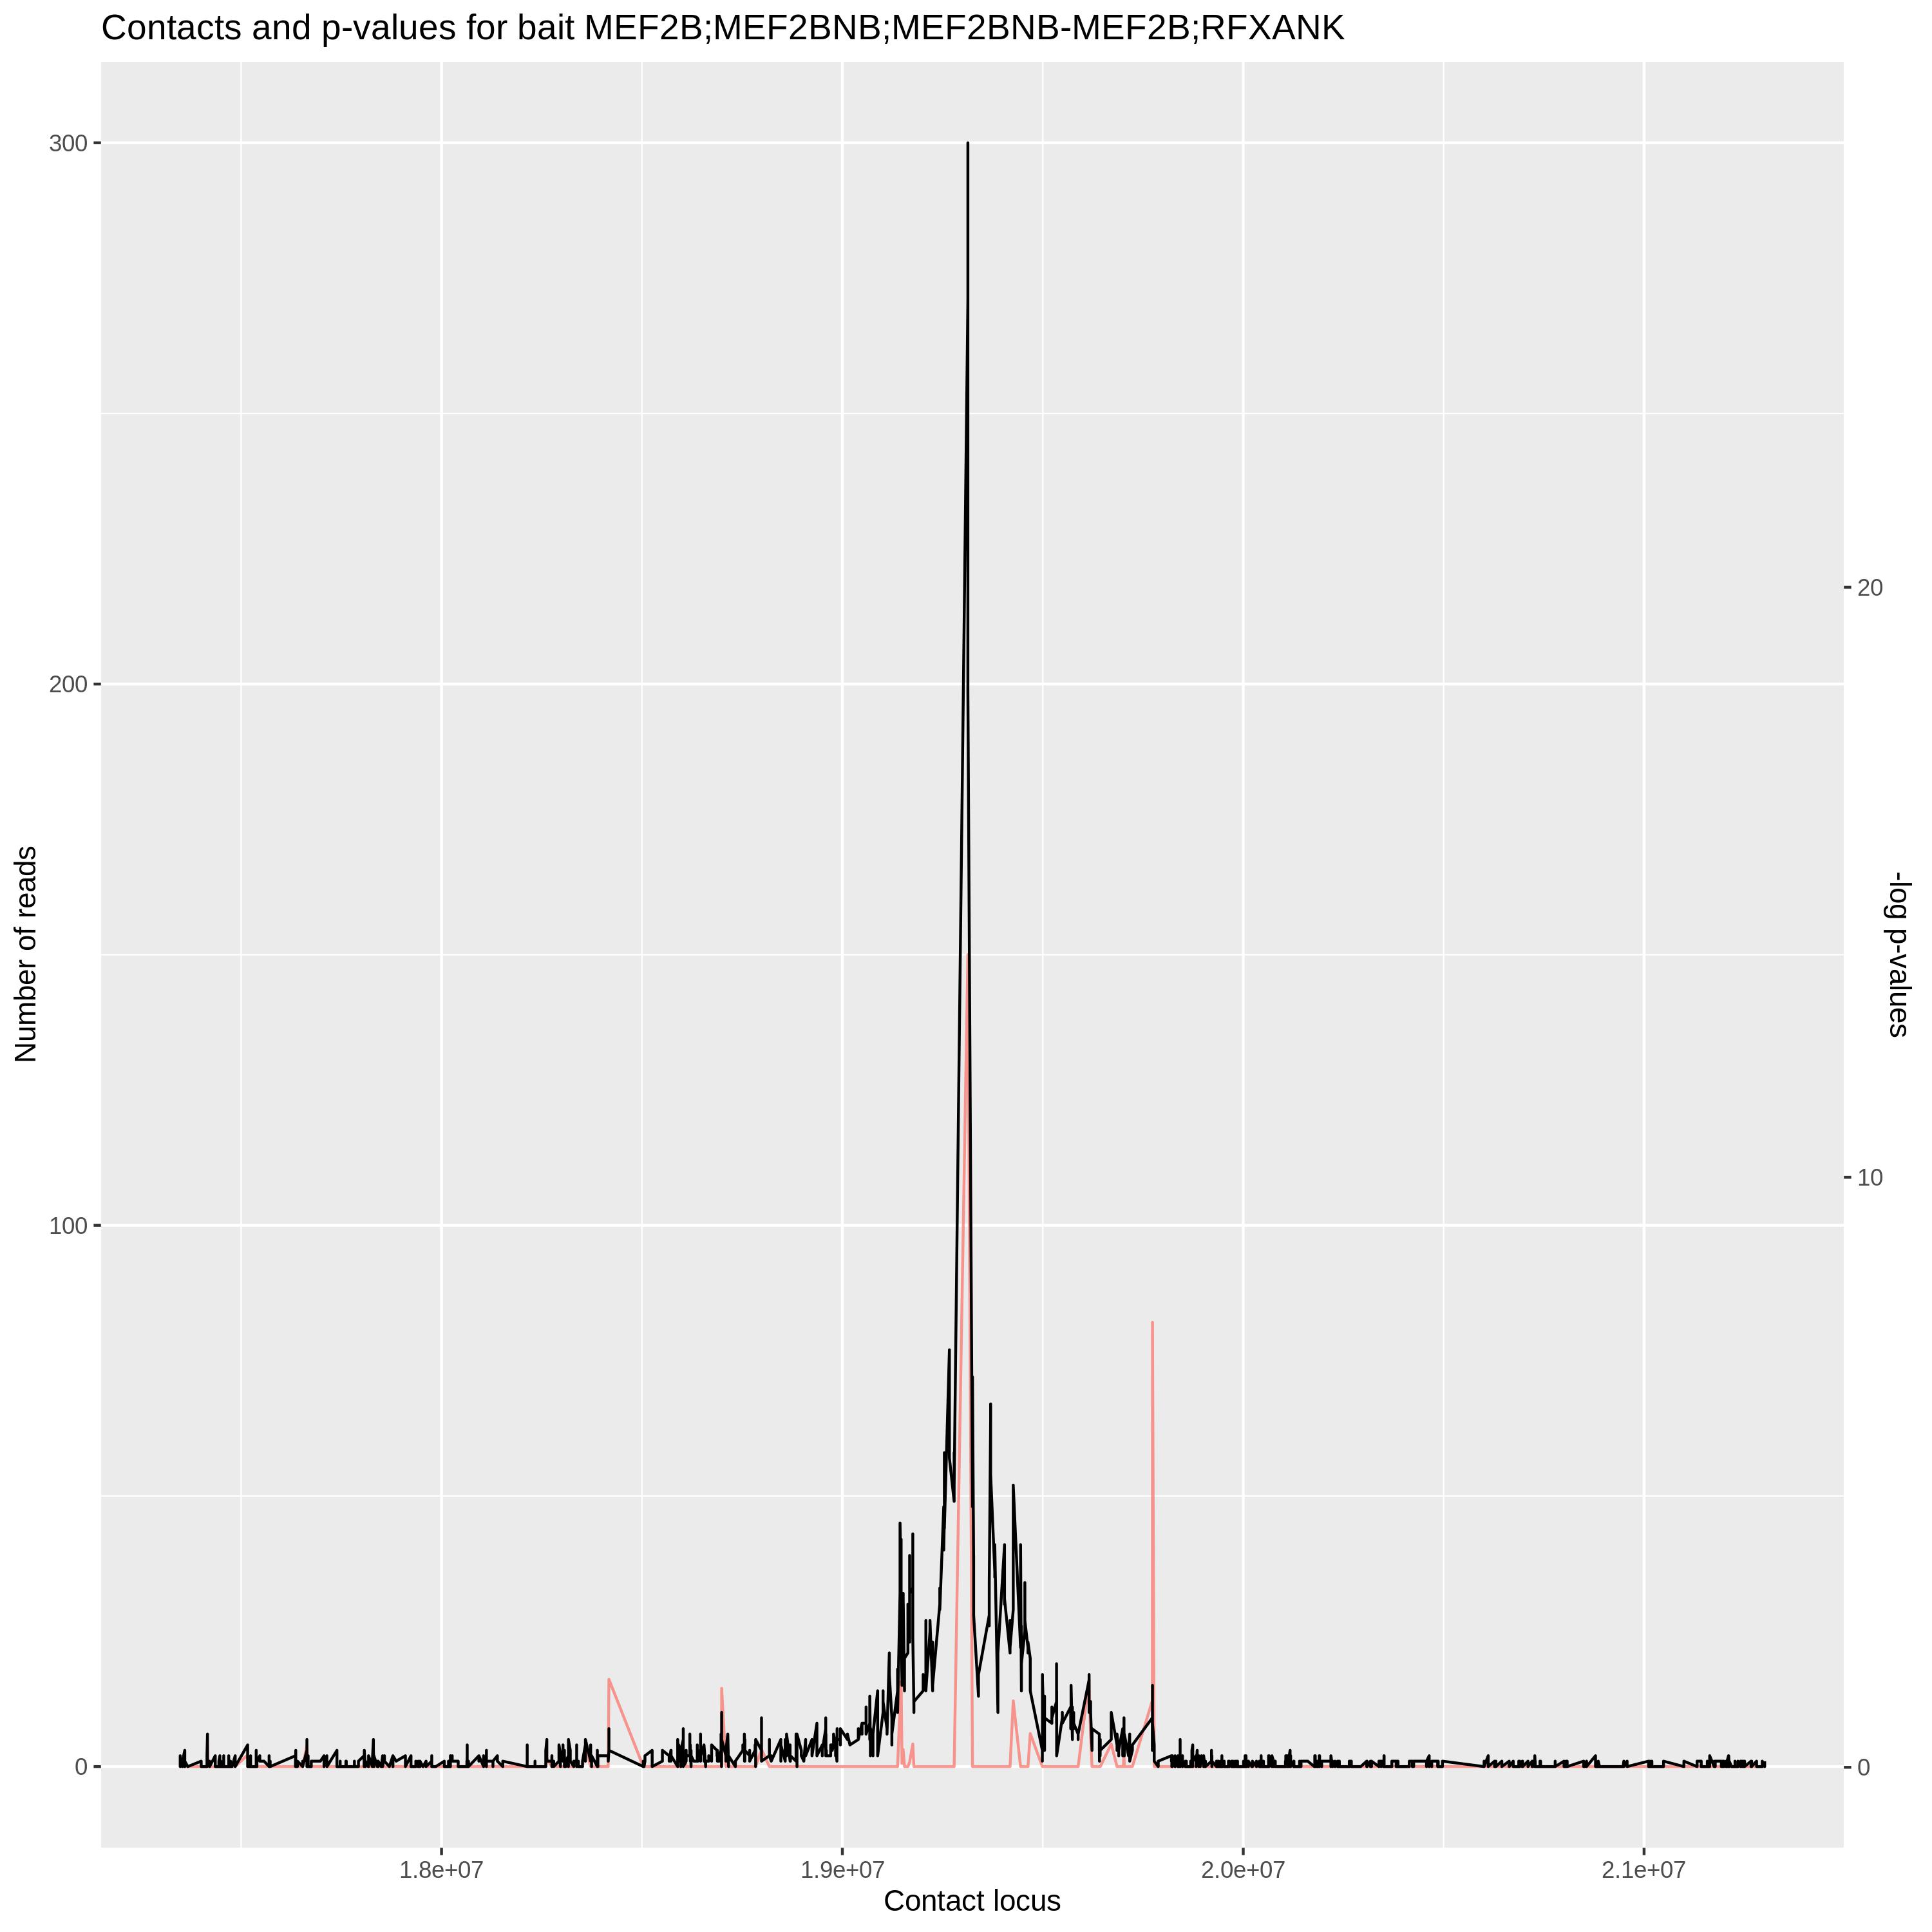 Contacts and p-values for bait MEF2B;MEF2BNB;MEF2BNB-MEF2B;RFXANK
300
200
100
0
Number of reads
20
10
0
-log p-values
1.8e+07
1.9e+07
2.0e+07
2.1e+07
Contact locus